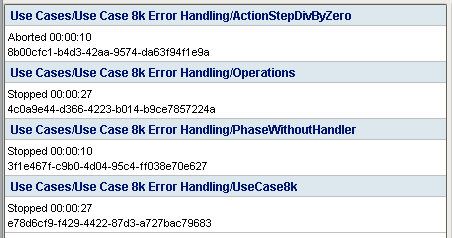 Use Cases/Use Case 8k Error Handling/ActionStepDivByZero
Aborted 00:00:10
8b00cfc1-b4d3-42aa-9574-da63f94f1e9a
Use Cases/Use Case 8k Error Handling/Operations
Stopped 00:00:27
4c0a9e44-d366-4223-b014-b9ce7857224a
Use Cases/Use Case 8k Error Handling/PhaseWithoutHandler
Stopped 00:00:10
3f1e467f-c9b0-4d04-95c4-ff038e70e627
Use Cases/Use Case 8k Error Handling/UseCase8k
Stopped 00:00:27
e78d6cf9-f429-4422-87d3-a727bac79683